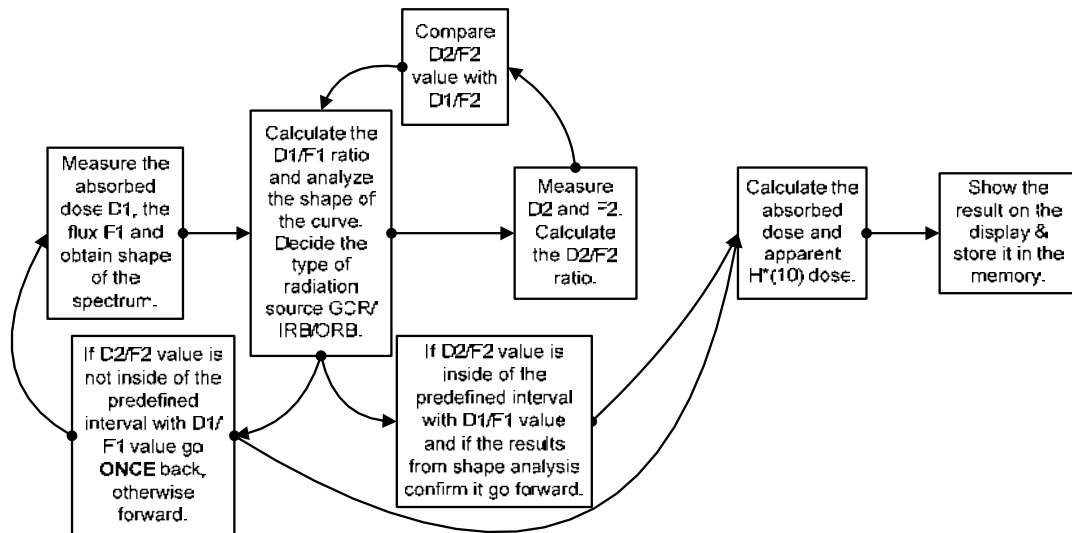 Measure the
absorbed
dose D1, the
flux F1 and
obtain shape
of the
spectrum.
Calculate the
D1/F1 ratio
and analyze
the shape of
the curve.
Decide the
type of
radiation
source GCR/
IRB/ORB.
Compare
D2/F2
value with
D1/F2
Measure
D2 and F2.
Calculate
the D2/F2
ratio.
If D2/F2 value is
not inside of the
predefined
interval with D1/
F1 value go
ONCE back,
otherwise
forward.
If D2/F2 value is
inside of the
predefined interval
with D1/F1 value
and if the results
from shape analysis
confirm it go forward.
Calculate the
absorbed
dose and
apparent
H*(10) dose.
Show the
result on the
display &
store it in the
memory.